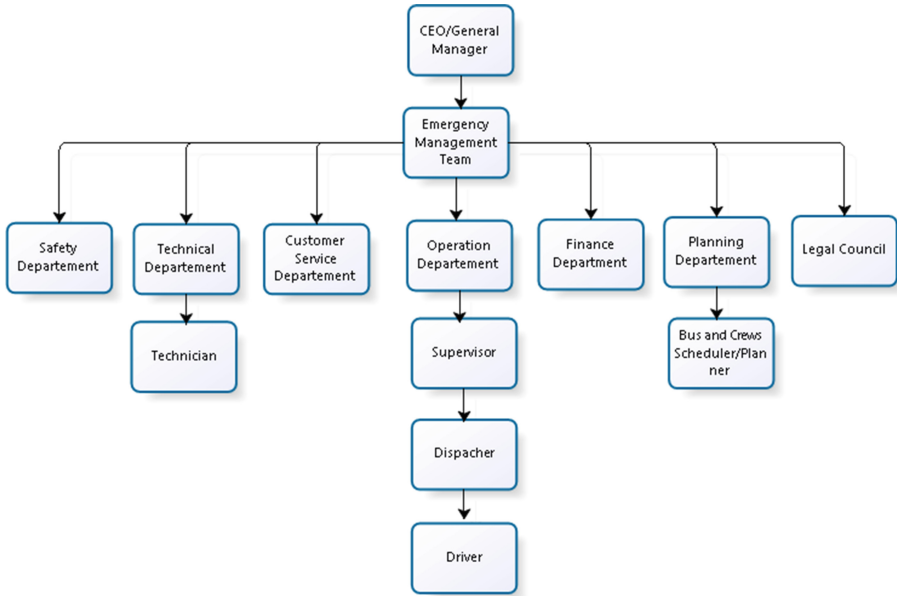 CEO/General
Manager
Emergency
Management
Team
Safety
Departement
Technical
Departement
Customer
Service
Departement
Operation
Departement
Finance
Department
Planning
Departement
Legal Council
Technician
Supervisor
Bus and Crews
Scheduler/Plan
ner
Dispacher
Driver